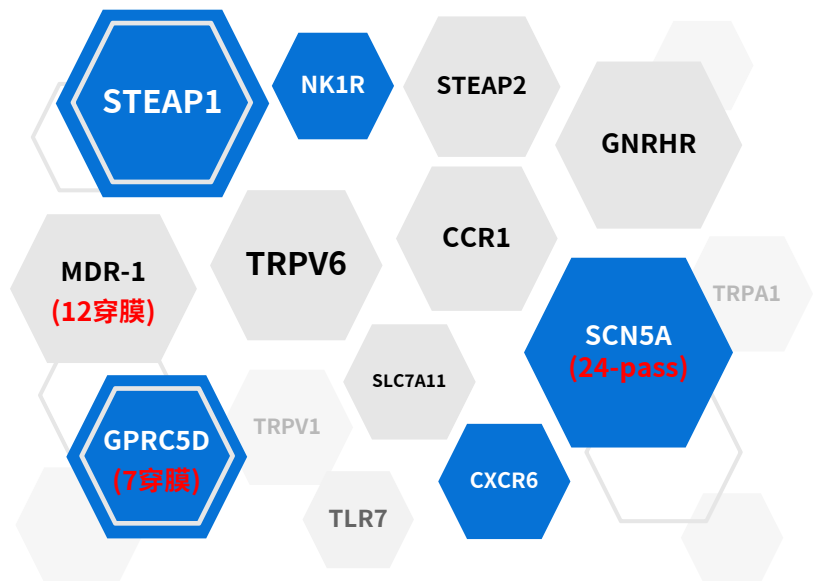 STEAP1
NK1R
STEAP2
GNRHR
CCR1
TRPV6
MDR-1
(12穿膜)
TRPA1
SCN5A
(24-pass)
SLC7A11
TRPV1
GPRC5D
(7穿膜)
CXCR6
TLR7